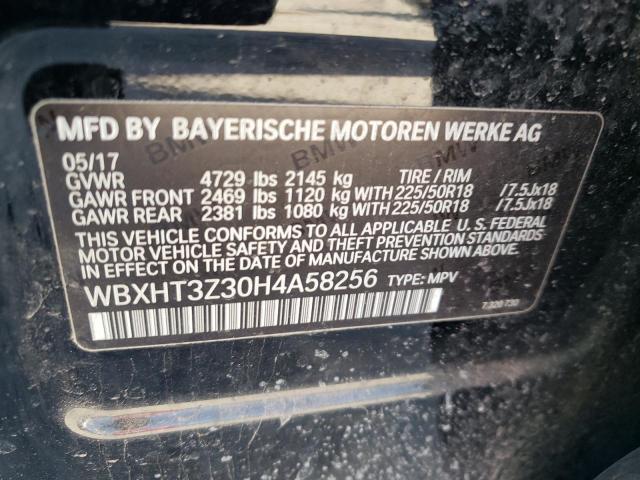 MFD BY BAYERISCHE MOTOREN WERKE AG
05/17
GVWR 4729 lbs 2145 kg TIRE / RIM
GAWR FRONT 2469 lbs 1120 kg WITH 225/50R18 /7.5Jx18
GAWR REAR 2381 lbs 1080 kg WITH 225/50R18 /7.5Jx18
THIS VEHICLE CONFORMS TO ALL APPLICABLE U. S. FEDERAL
MOTOR VEHICLE SAFETY AND THEFT PREVENTION
STANDARDS IN EFFECT ON THE DATE OF MANUFACTURE SHOWN ABOVE.
WBXHT3Z30H4A58256 TYPE: MPV
7 320 730